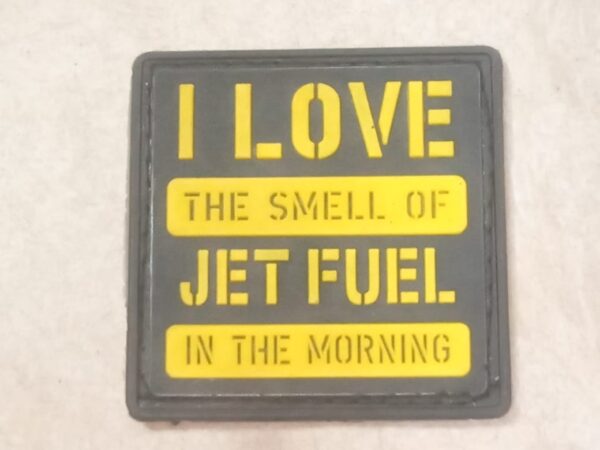 I LOVE
THE SMELL OF
JET FUEL
IN THE MORNING